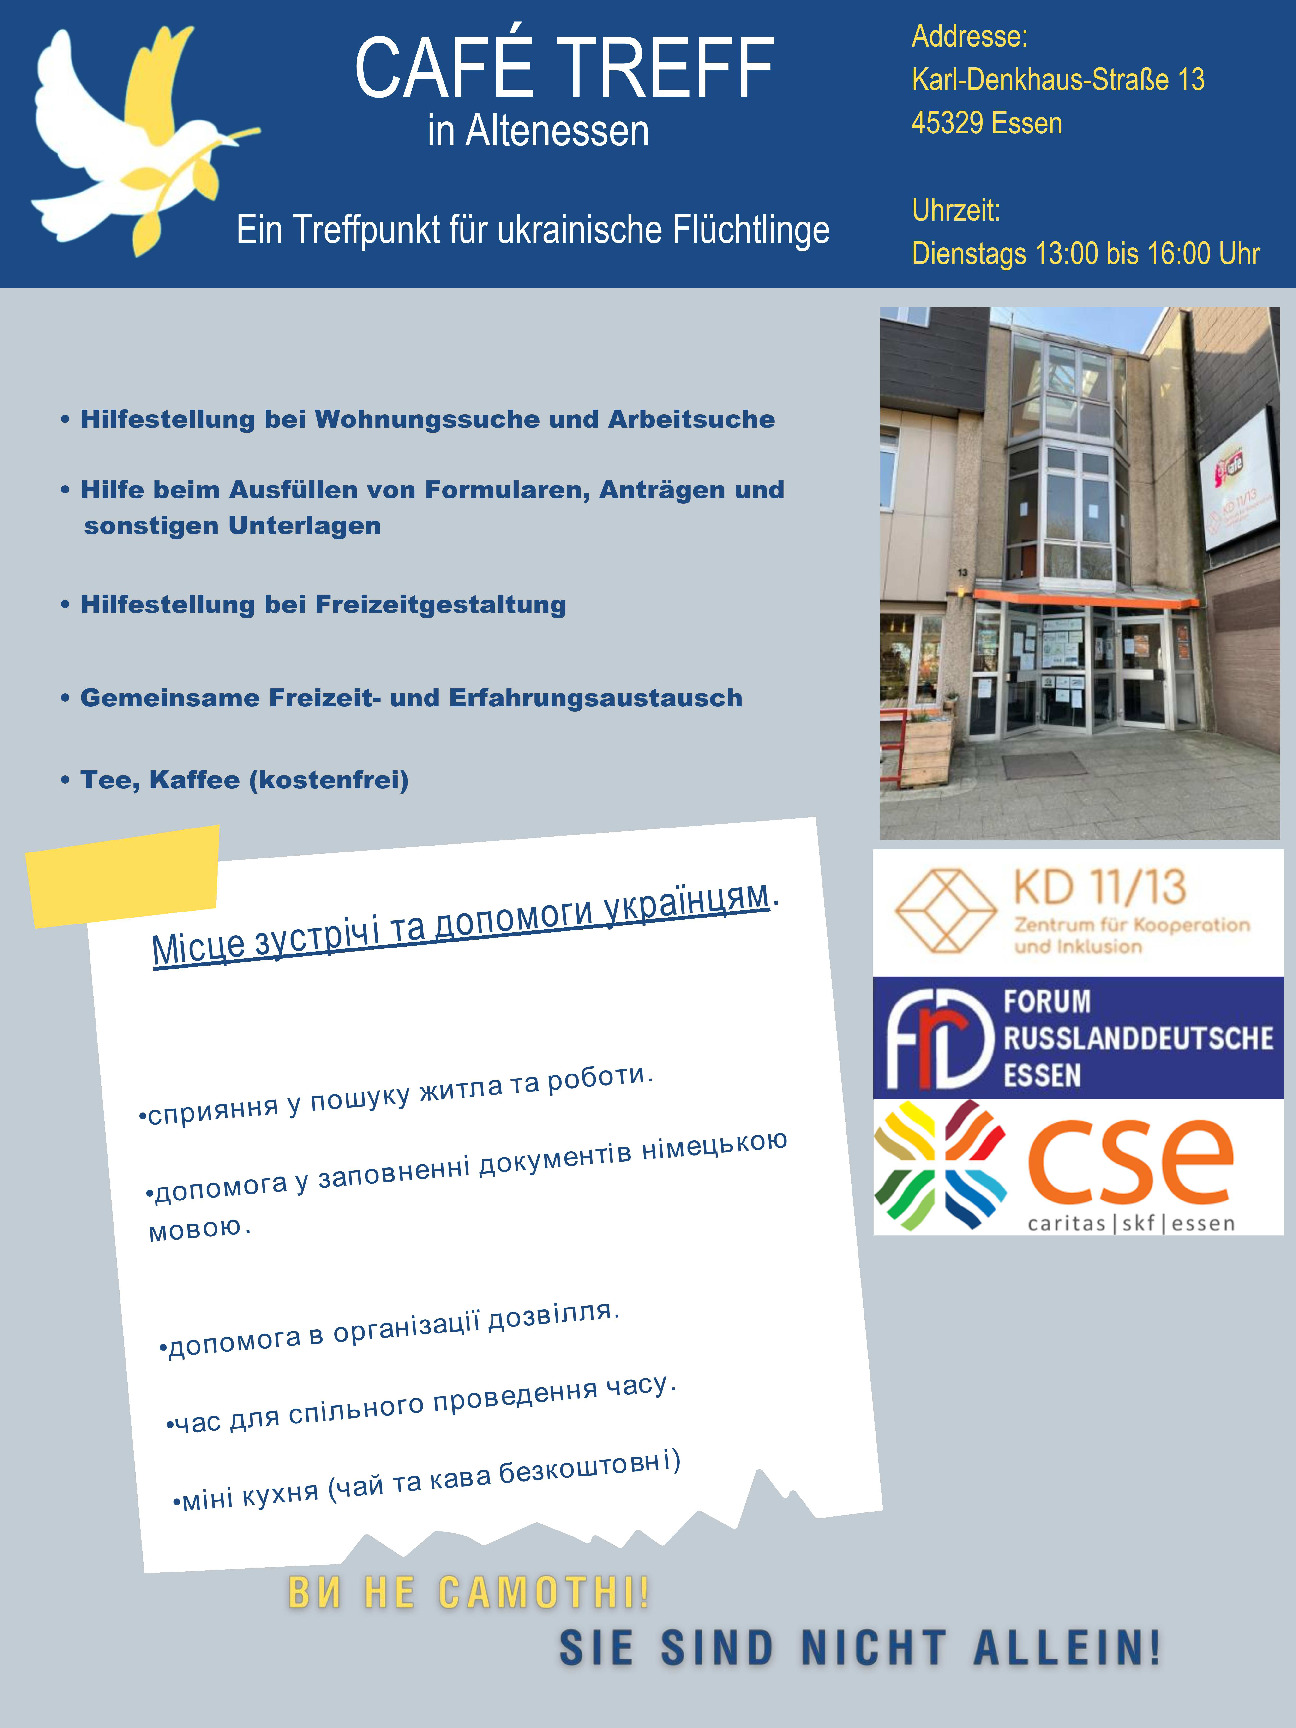 CAFÉ TREFF
in Altenessen
Ein Treffpunkt für ukrainische Flüchtlinge
Addresse:
Karl-Denkhaus-Straße 13
45329 Essen
Uhrzeit:
Dienstags 13:00 bis 16:00 Uhr
• Hilfestellung bei Wohnungssuche und Arbeitsuche
• Hilfe beim Ausfüllen von Formularen, Anträgen und
sonstigen Unterlagen
• Hilfestellung bei Freizeitgestaltung
• Gemeinsame Freizeit- und Erfahrungsaustausch
• Tee, Kaffee (kostenfrei)
cafe
KD 11/13
13
KD 11/13
Zentrum für Kooperation
und Inklusion
FRD FORUM
RUSSLANDDEUTSCHE
ESSEN
cse
caritas|skf|essen
Місце зустрічі та допомоги українцям.
•сприяння у пошуку житла та роботи.
•допомога у заповненні документів німецькою
мовою.
•допомога в організації дозвілля.
•час для спільного проведення часу.
•міні кухня (чай та кава безкоштовні)
ВИ НЕ САМОТНІ!
SIE SIND NICHT ALLEIN!